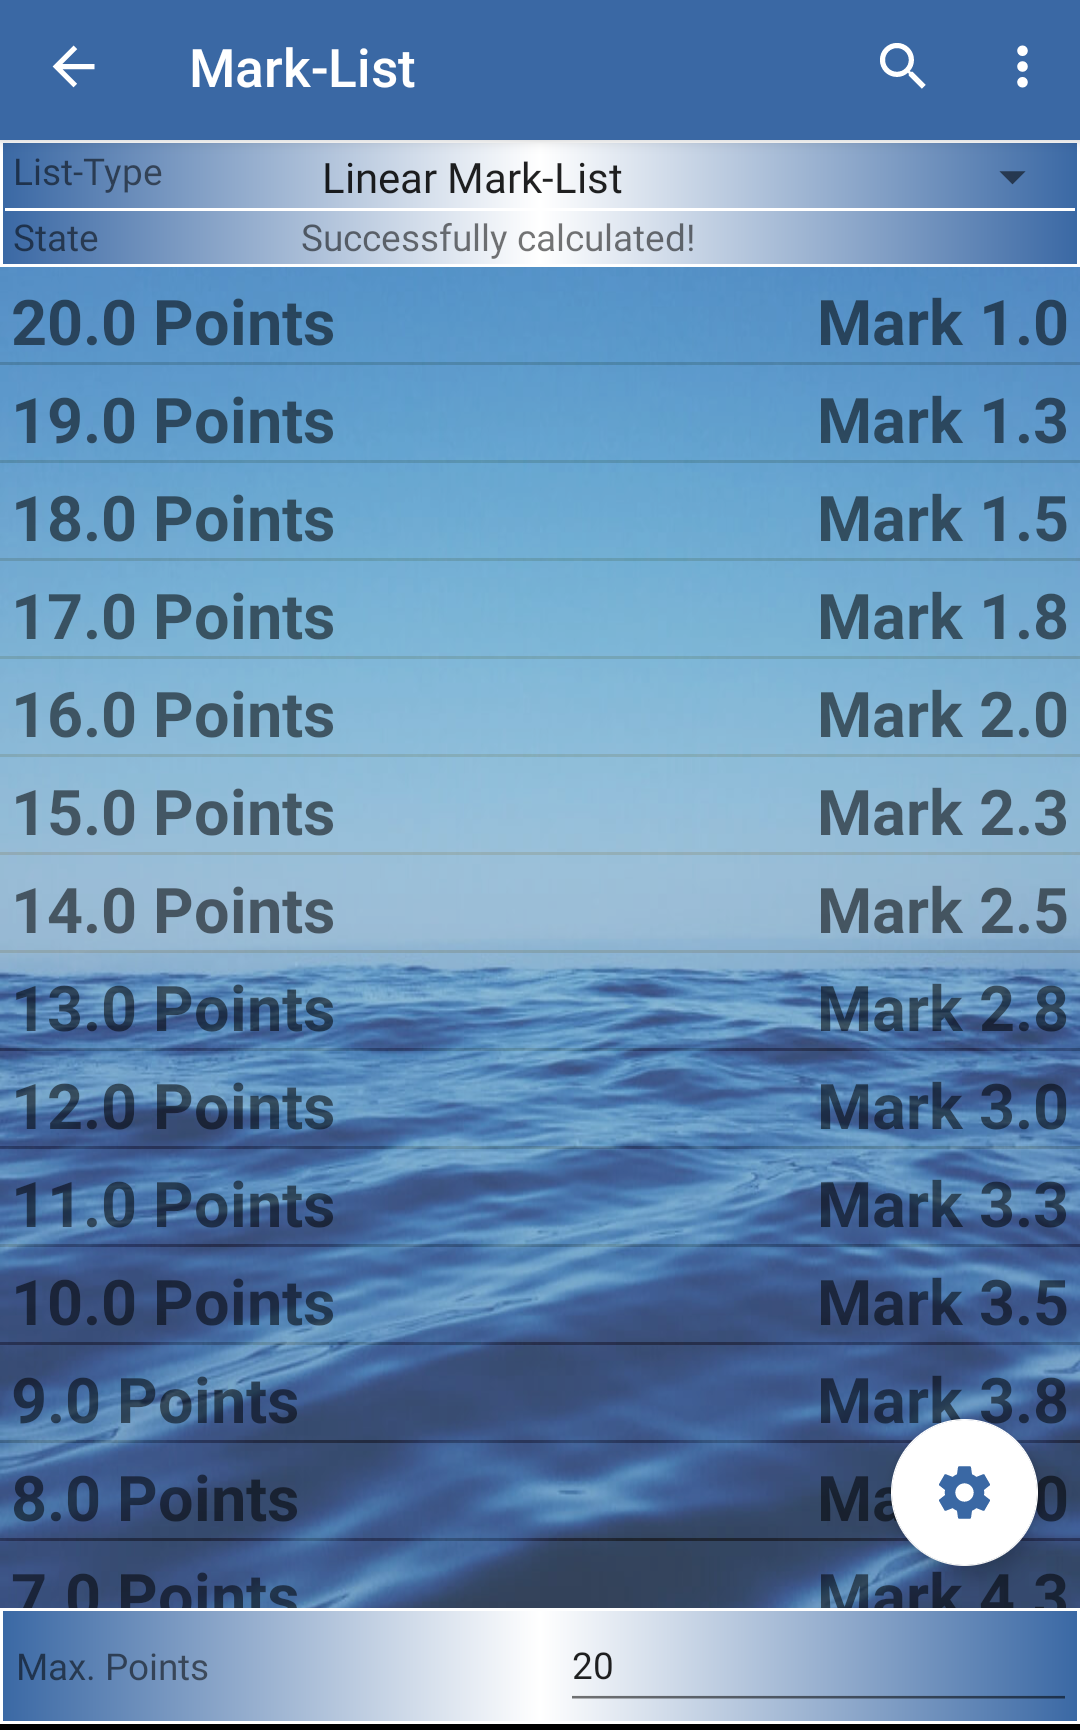 Mark-List
List-Type Linear Mark-List
State Successfully calculated!
20.0 Points Mark 1.0
19.0 Points Mark 1.3
18.0 Points Mark 1.5
17.0 Points Mark 1.8
16.0 Points Mark 2.0
15.0 Points Mark 2.3
14.0 Points Mark 2.5
13.0 Points Mark 2.8
12.0 Points Mark 3.0
11.0 Points Mark 3.3
10.0 Points Mark 3.5
9.0 Points Mark 3.8
8.0 Points
7.0 Points Mark 4.3
Max. Points 20